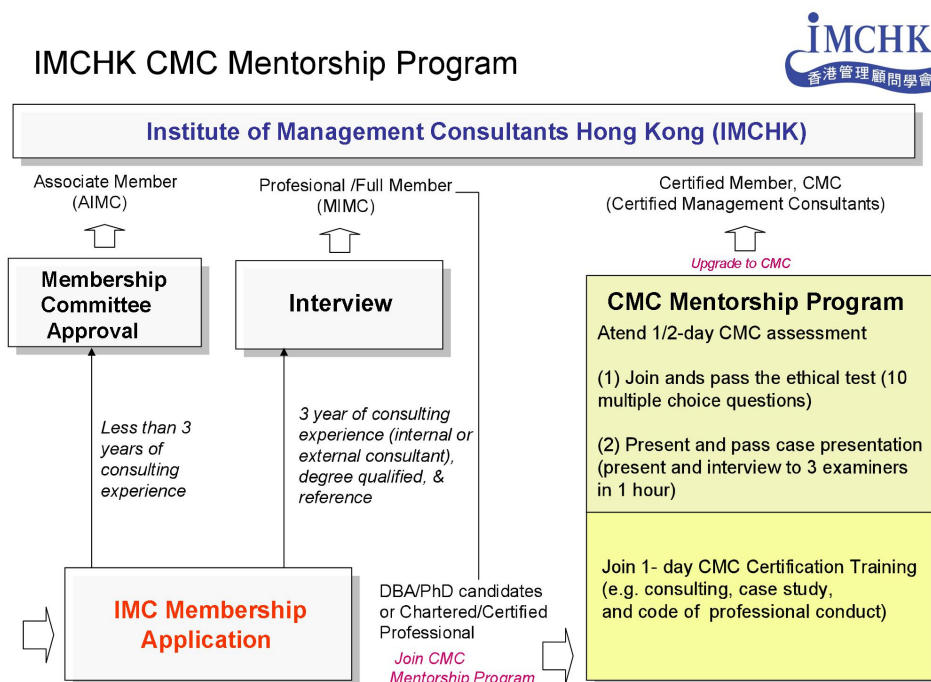 IMCHK CMC Mentorship Program
iMCHK
香港管理顧問學會
Institute of Management Consultants Hong Kong (IMCHK)
Associate Member
(AIMC)
Profesional /Full Member
(MIMC)
Certified Member, CMC
(Certified Management Consultants)
Upgrade to CMC
Membership
Committee
Approval
Interview
CMC Mentorship Program
Atend 1/2-day CMC assessment
(1) Join ands pass the ethical test (10
multiple choice questions)
(2) Present and pass case presentation
(present and interview to 3 examiners
in 1 hour)
Less than 3
years of
consulting
experience
3 year of consulting
experience (internal or
external consultant),
degree qualified, &
reference
Join 1- day CMC Certification Training
(e.g. consulting, case study,
and code of professional conduct)
IMC Membership
Application
DBA/PhD candidates
or Chartered/Certified
Professional
Join CMC
Mentorship Program